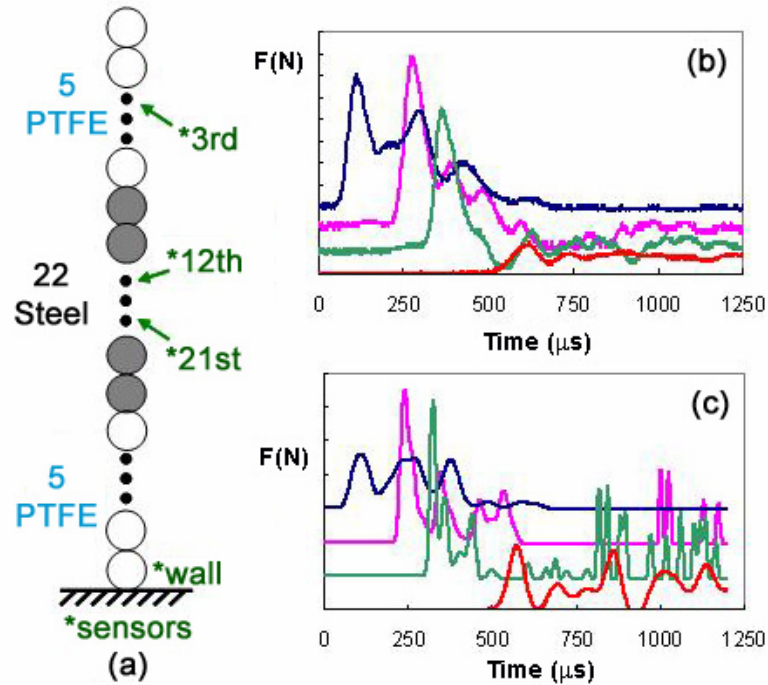 5
PTFE
*3rd
*12th
22
Steel
*21st
5
PTFE
*wall
*sensors
(a)
F(N)
(b)
0
250
500
750
1000
1250
Time (μs)
F(N)
(c)
0
250
500
750
1000
1250
Time (μs)